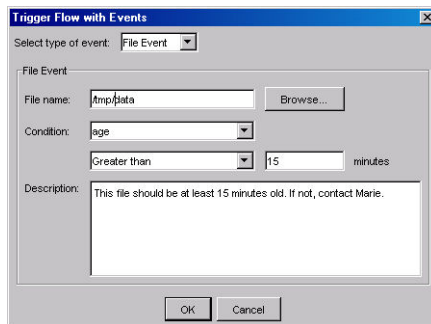 Trigger Flow with Events
Select type of event: File Event
File Event
File name: /tmp/data Browse...
Condition: age
Greater than 15 minutes
Description: This file should be at least 15 minutes old. If not, contact Marie.
OK Cancel